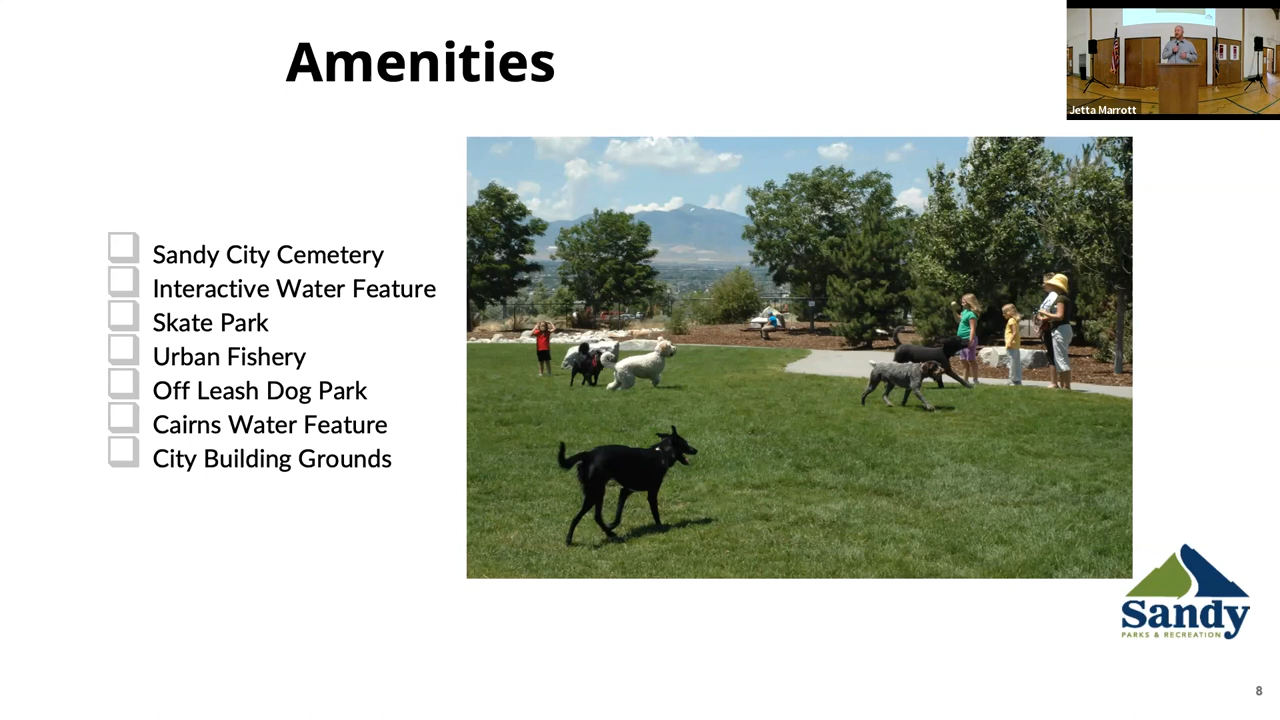 Amenities
Jetta Marrott
Sandy City Cemetery
Interactive Water Feature
Skate Park
Urban Fishery
Off Leash Dog Park
Cairns Water Feature
City Building Grounds
Sandy
PARKS & RECREATION
8